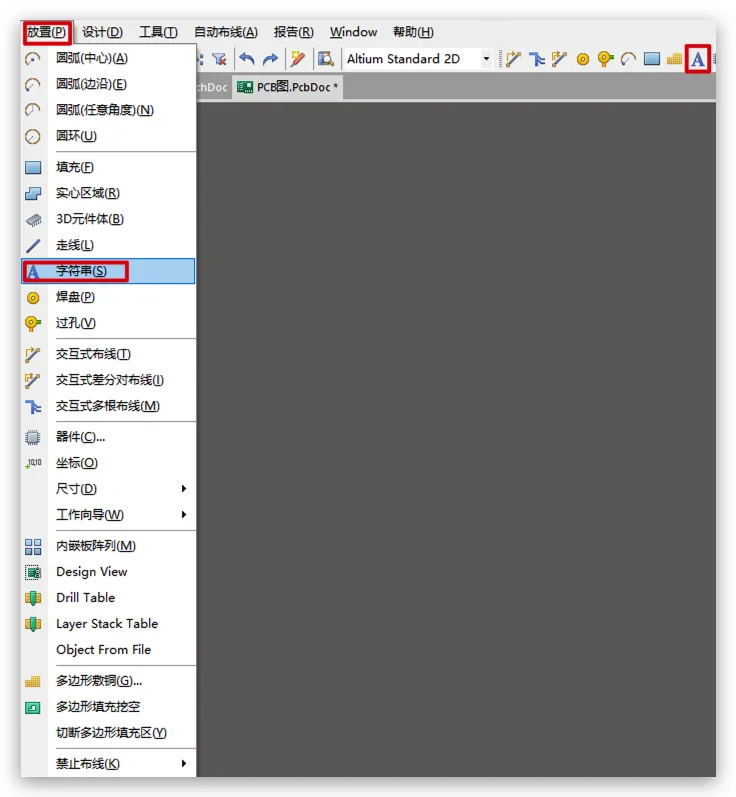 放置(P) 设计(D) 工具(T) 自动布线(A) 报告(R) Window 帮助(H)
Altium Standard 2D
A
chDoc PCB图.PcbDoc *
圆弧(中心)(A)
圆弧(边沿)(E)
圆弧(任意角度)(N)
圆环(U)
填充(F)
实心区域(R)
3D元件体(B)
走线(L)
A 字符串(S)
焊盘(P)
过孔(V)
交互式布线(T)
交互式差分对布线(I)
交互式多根布线(M)
器件(C)...
+10,10 坐标(O)
尺寸(D)
工作向导(W)
内嵌板阵列(M)
Design View
Drill Table
Layer Stack Table
Object From File
多边形敷铜(G)...
多边形填充挖空
切断多边形填充区(Y)
禁止布线(K)